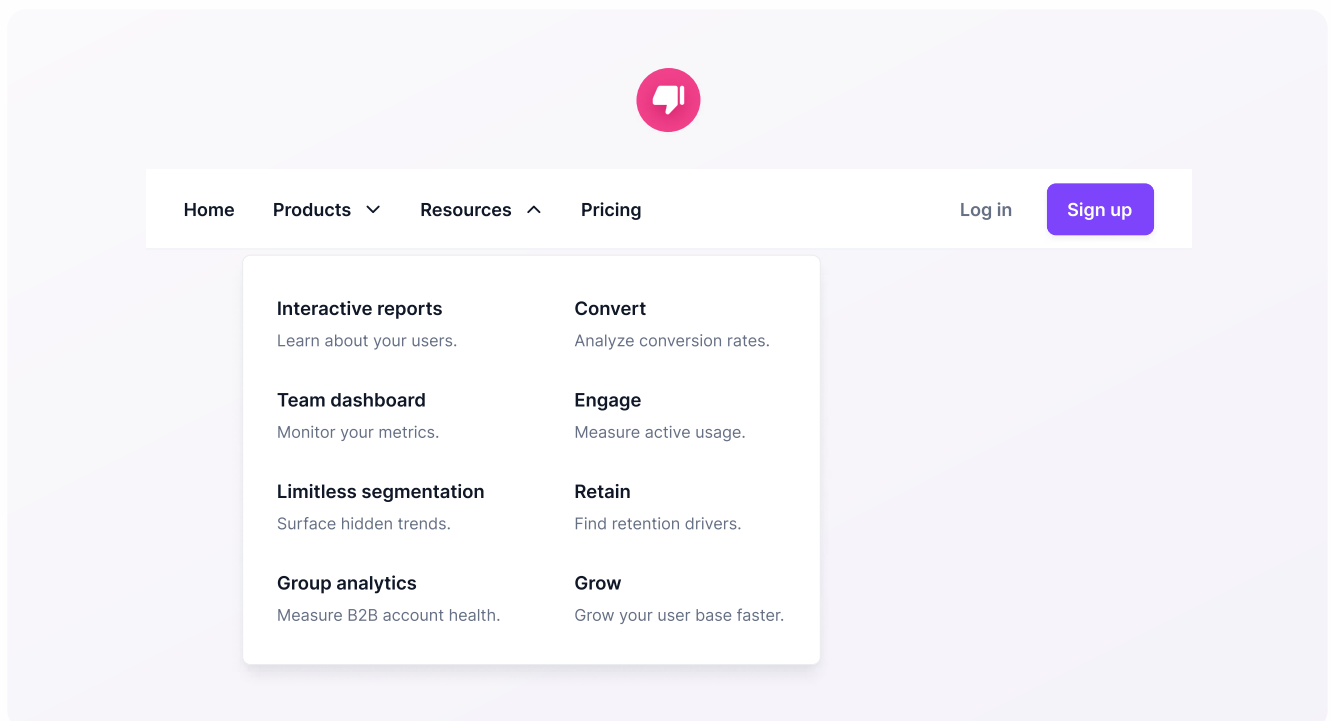 Home Products Resources Pricing Log in Sign up
Interactive reports
Learn about your users.
Team dashboard
Monitor your metrics.
Limitless segmentation
Surface hidden trends.
Group analytics
Measure B2B account health.
Convert
Analyze conversion rates.
Engage
Measure active usage.
Retain
Find retention drivers.
Grow
Grow your user base faster.